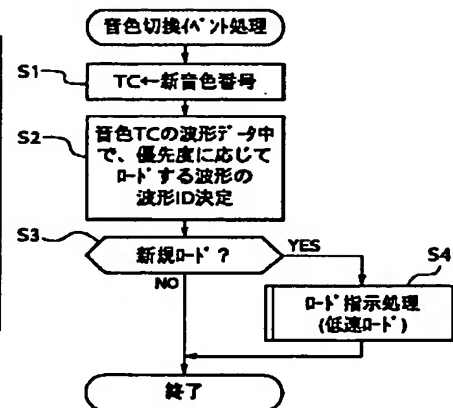 音色切換ｲﾍﾞﾝﾄ処理
S1
TC←新音色番号
S2
音色TCの波形ﾃﾞｰﾀ中
で、優先度に応じて
ﾛｰﾄﾞする波形の
波形ID決定
S3
新規ﾛｰﾄﾞ？
YES
NO
S4
ﾛｰﾄﾞ指示処理
(低速ﾛｰﾄﾞ)
終了